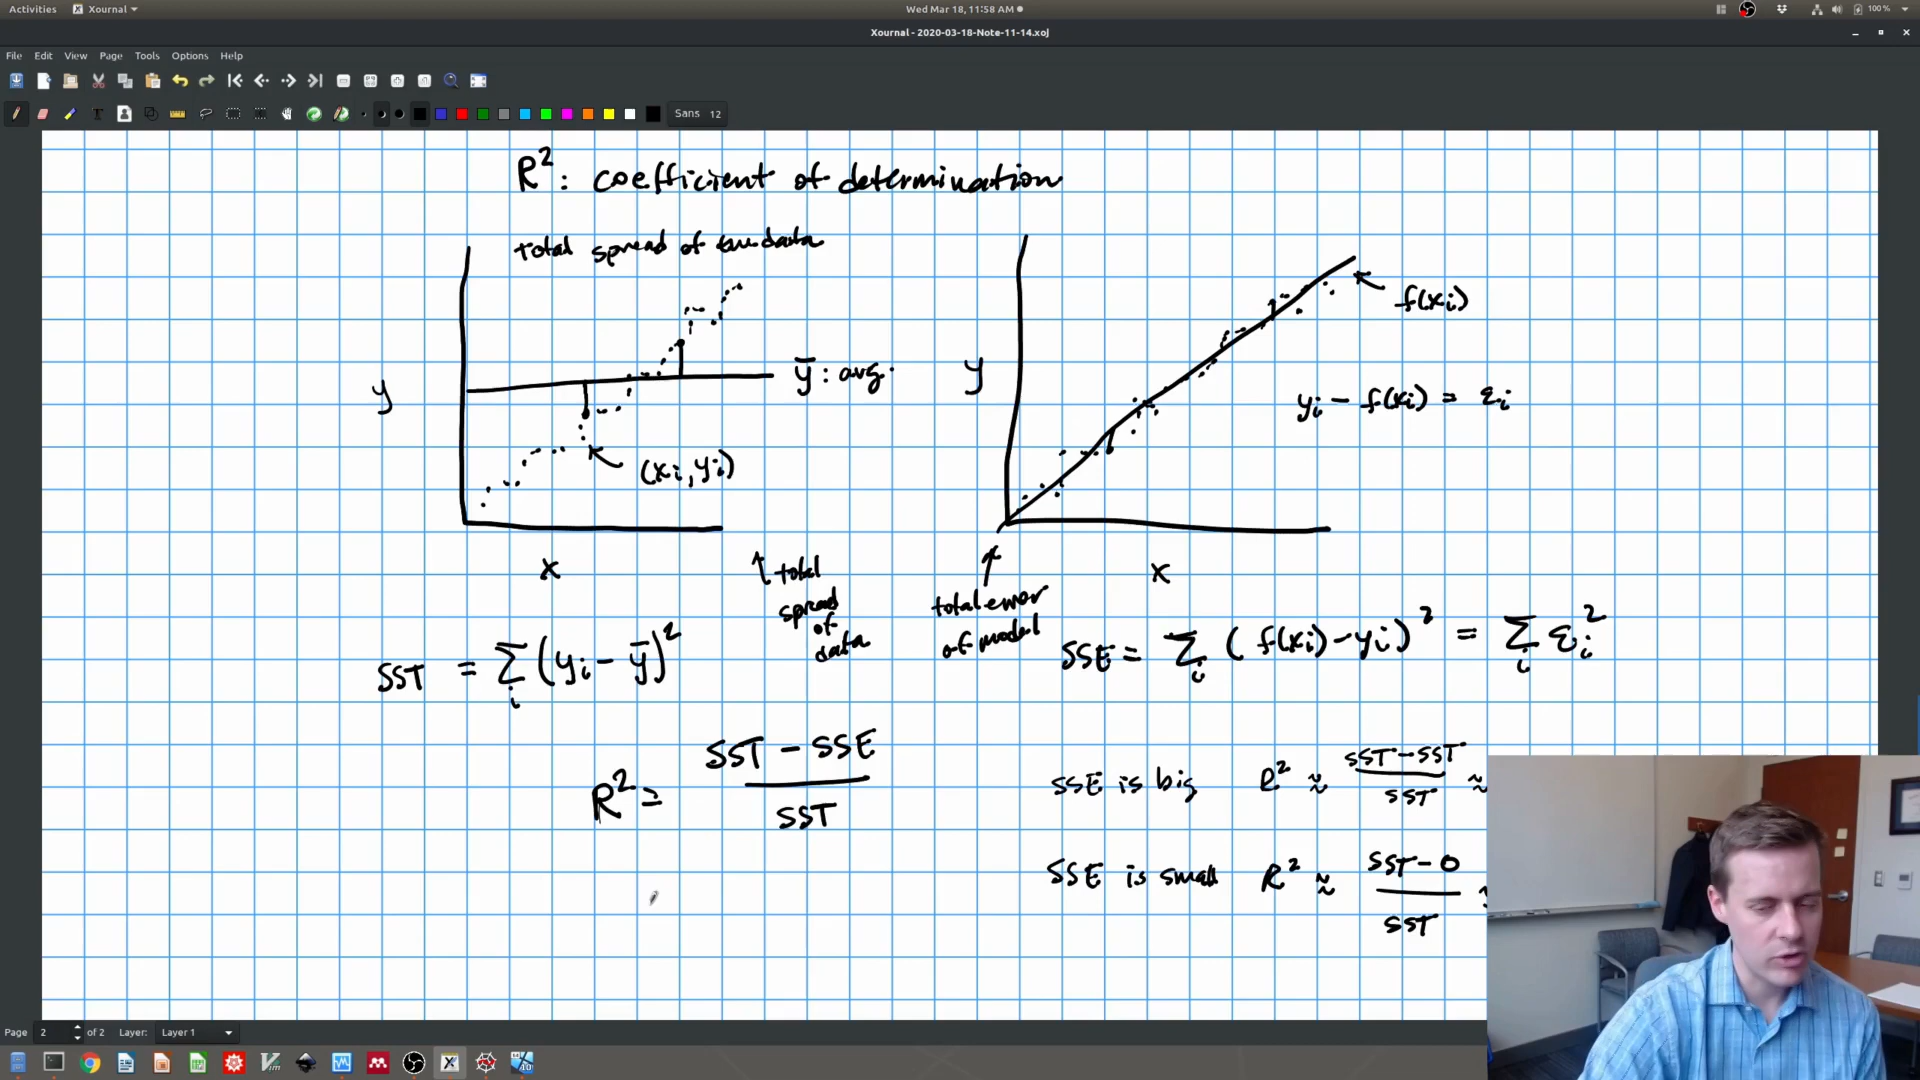 Activities Xournal Wed Mar 18, 11:58 AM 100 %
Xournal - 2020-03-18-Note-11-14.xoj
File Edit View Page Tools Options Help
Sans 12
R²: coefficient of determination
total spread of the data
f(xi)
y
ȳ : avg.
y
yi - f(xi) = εi
(xi, yi)
x
x
↑ total
spread
of
data
total error
of model
SST = Σi (yi - ȳ)²
SSE = Σi ( f(xi) - yi )² = Σi εi²
R² = SST - SSE / SST
SSE is big R² ≈ SST - SST / SST ≈
SSE is small R² ≈ SST - 0 / SST
Page 2 of 2 Layer: Layer 1